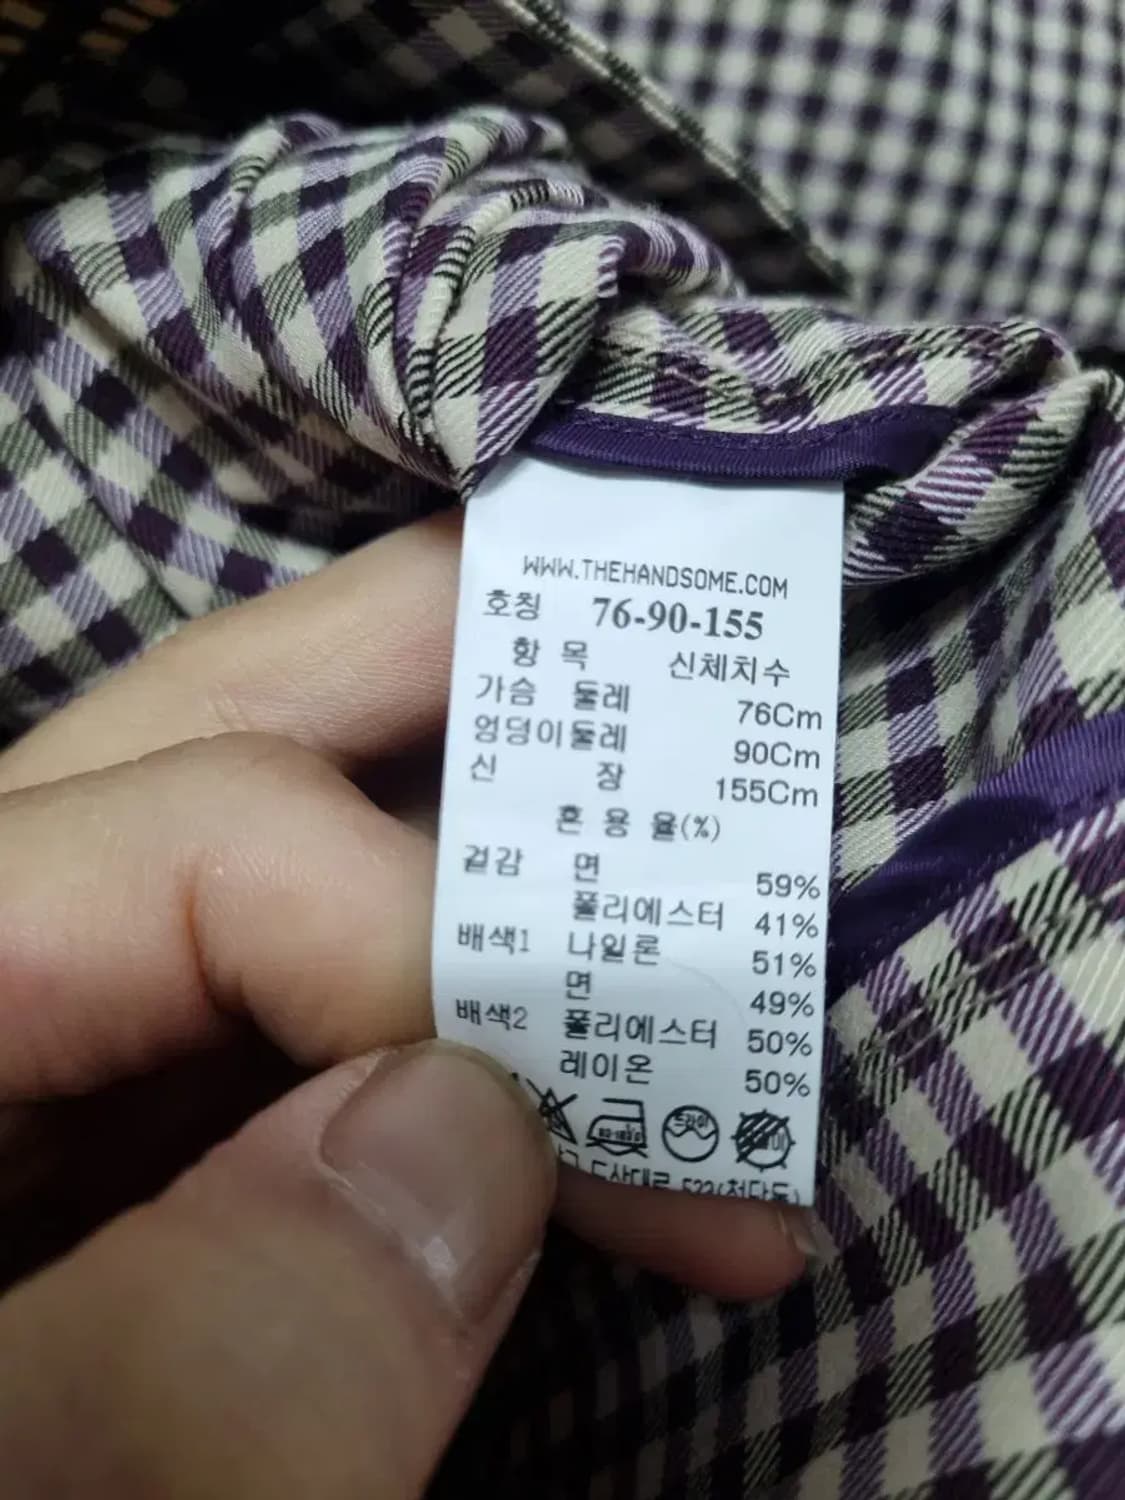 WWW.THEHANDSOME.COM
호칭 76-90-155
항 목 신체치수
가슴 둘레 76Cm
엉덩이둘레 90Cm
신 장 155Cm
혼 용 율(%)
겉감 면 59%
폴리에스터 41%
배색1 나일론 51%
면 49%
배색2 폴리에스터 50%
레이온 50%
드라이